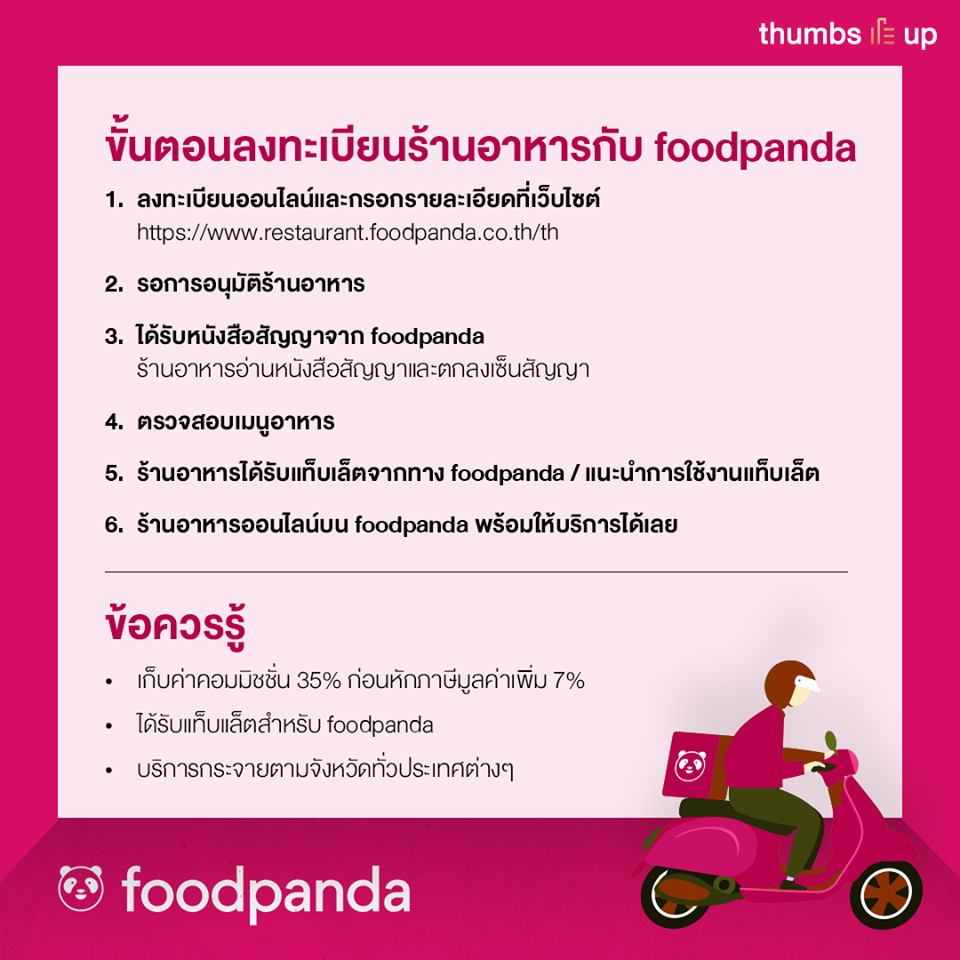 thumbs up
ขั้นตอนลงทะเบียนร้านอาหารกับ foodpanda
1. ลงทะเบียนออนไลน์และกรอกรายละเอียดที่เว็บไซต์
https://www.restaurant.foodpanda.co.th/th
2. รอการอนุมัติร้านอาหาร
3. ได้รับหนังสือสัญญาจาก foodpanda
ร้านอาหารอ่านหนังสือสัญญาและตกลงเซ็นสัญญา
4. ตรวจสอบเมนูอาหาร
5. ร้านอาหารได้รับแท็บเล็ตจากทาง foodpanda / แนะนำการใช้งานแท็บเล็ต
6. ร้านอาหารออนไลน์บน foodpanda พร้อมให้บริการได้เลย
ข้อควรรู้
• เก็บค่าคอมมิชชั่น 35% ก่อนหักภาษีมูลค่าเพิ่ม 7%
• ได้รับแท็บแล็ตสำหรับ foodpanda
• บริการกระจายตามจังหวัดทั่วประเทศต่างๆ
foodpanda